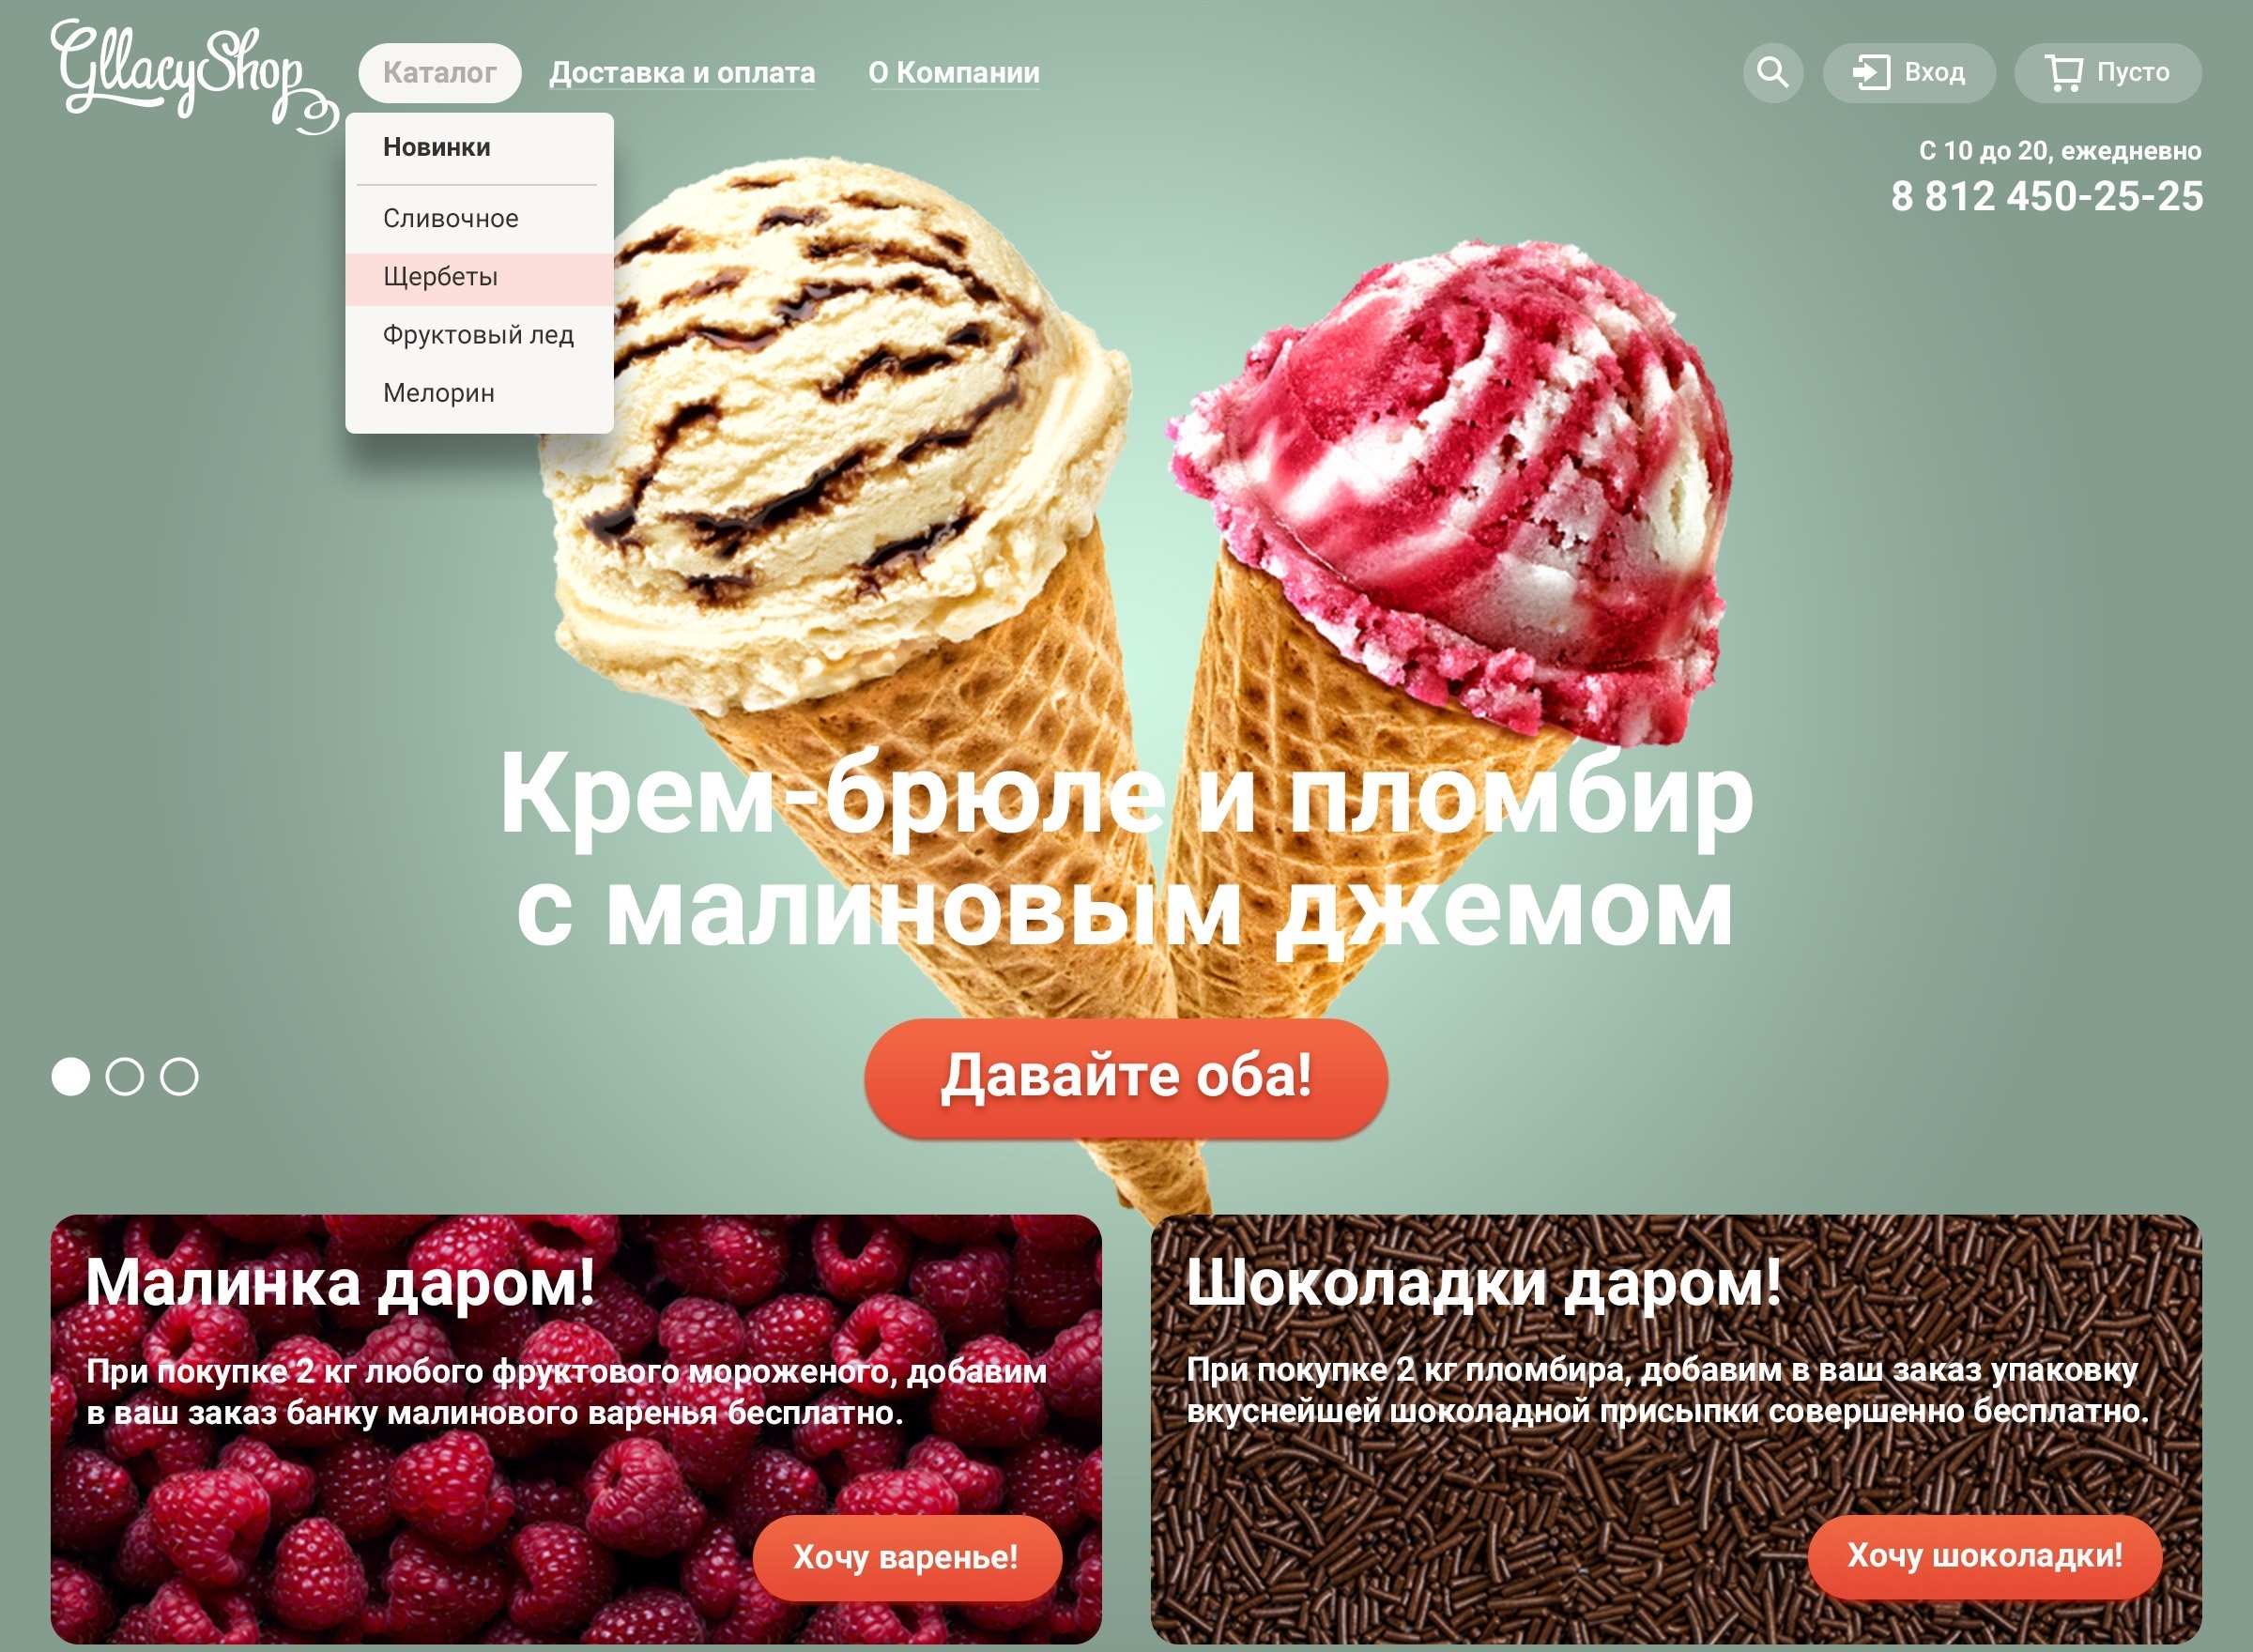 GllacyShop
Каталог
Доставка и оплата
О Компании
Вход
Пусто
С 10 до 20, ежедневно
8 812 450-25-25
Новинки
Сливочное
Щербеты
Фруктовый лед
Мелорин
Крем-брюле и пломбир
с малиновым джемом
Давайте оба!
Малинка даром!
При покупке 2 кг любого фруктового мороженого, добавим
в ваш заказ банку малинового варенья бесплатно.
Хочу варенье!
Шоколадки даром!
При покупке 2 кг пломбира, добавим в ваш заказ упаковку
вкуснейшей шоколадной присыпки совершенно бесплатно.
Хочу шоколадки!